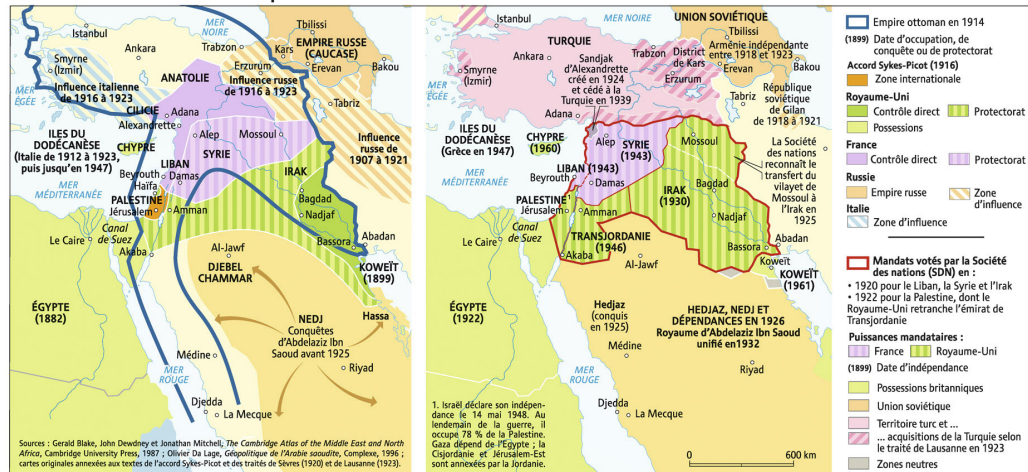 Istanbul
MER
NOIRE
Tbilissi
Ankara
Trabzon
Kars
EMPIRE RUSSE
(CAUCASE)
Smyrne
(Izmir)
Influence italienne
de 1916 à 1923
ANATOLIE
Erzurum
Influence russe
de 1916 à 1923
Erevan
Bakou
MER
ÉGÉE
CILICIE
Adana
Alexandrette
Tabriz
ILES DU
DODÉCANÈSE
(Italie de 1912 à 1923,
puis jusqu'en 1947)
CHYPRE
Alep
Mossoul
SYRIE
Influence
russe de
1907 à 1921
LIBAN
Beyrouth
Damas
Haïfa
IRAK
MER
MÉDITERRANÉE
PALESTINE
Jérusalem
Amman
Bagdad
Nadjaf
Canal
de Suez
Le Caire
Bassora
Abadan
Akaba
Al-Jawf
KOWEÏT
(1899)
DJEBEL
CHAMMAR
ÉGYPTE
(1882)
Hassa
NEDJ
Conquêtes
d'Abdelaziz Ibn
Saoud avant 1925
Médine
Riyad
MER
ROUGE
Djedda
La Mecque
Sources : Gerald Blake, John Dewdney et Jonathan Mitchell, The Cambridge Atlas of the Middle East and North
Africa, Cambridge University Press, 1987 ; Olivier Da Lage, Géopolitique de l'Arabie saoudite, Complexe, 1996 ;
cartes originales annexées aux textes de l'accord Sykes-Picot et des traités de Sèvres (1920) et de Lausanne (1923).
Istanbul
MER NOIRE
UNION SOVIÉTIQUE
Tbilissi
Arménie indépendante
entre 1918 et 1923
TURQUIE
Ankara
Trabzon
District
de Kars
Erevan
Bakou
Smyrne
(Izmir)
Sandjak
d'Alexandrette
créé en 1924
et cédé à la
Turquie en
1939
Erzurum
MER
ÉGÉE
Adana
Tabriz
République
soviétique
de Gilan
de 1918 à 1921
ILES DU
DODÉCANÈSE
(Grèce en 1947)
CHYPRE
(1960)
Alep
Mossoul
SYRIE
(1943)
La Société
des nations
reconnaît le
transfert du
vilayet de
Mossoul à
l'Irak en
1925
LIBAN (1943)
Beyrouth
Damas
IRAK
(1930)
MER
MÉDITERRANÉE
PALESTINE1
Jérusalem
Amman
Bagdad
Nadjaf
Canal
de Suez
Le Caire
TRANSJORDANIE
(1946)
Akaba
Al-Jawf
Bassora
Abadan
Koweït
KOWEÏT
(1961)
ÉGYPTE
(1922)
Hedjaz
(conquis
en 1925)
HEDJAZ, NEDJ ET
DÉPENDANCES EN 1926
Royaume d'Abdelaziz Ibn Saoud
unifié en1932
Médine
Riyad
MER
ROUGE
Djedda
La Mecque
1. Israël déclare son indépen-
dance le 14 mai 1948. Au
lendemain de la guerre, il
occupe 78 % de la Palestine.
Gaza dépend de l'Egypte ; la
Cisjordanie et Jérusalem-Est
sont annexées par la Jordanie.
0
600 km
Empire ottoman en 1914
(1899) Date d'occupation, de
conquête ou de protectorat
Accord Sykes-Picot (1916)
Zone internationale
Royaume-Uni
Contrôle direct
Protectorat
Possessions
France
Contrôle direct
Protectorat
Russie
Empire russe
Zone
d'influence
Italie
Zone d'influence
Mandats votés par la Société
des nations (SDN) en :
• 1920 pour le Liban, la Syrie et l'Irak
• 1922 pour la Palestine, dont le
Royaume-Uni retranche l'émirat de
Transjordanie
Puissances mandataires :
France
Royaume-Uni
(1899) Date d'indépendance
Possessions britanniques
Union soviétique
Territoire turc et ...
... acquisitions de la Turquie selon
le traité de Lausanne en 1923
Zones neutres